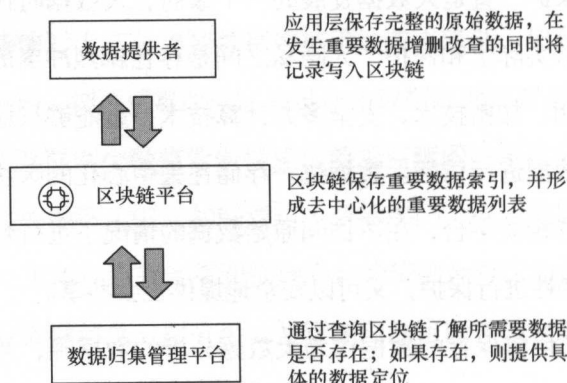 数据提供者
应用层保存完整的原始数据，在
发生重要数据增删改查的同时将
记录写入区块链
区块链平台
区块链保存重要数据索引，并形
成去中心化的重要数据列表
数据归集管理平台
通过查询区块链了解所需要数据
是否存在；如果存在，则提供具
体的数据定位